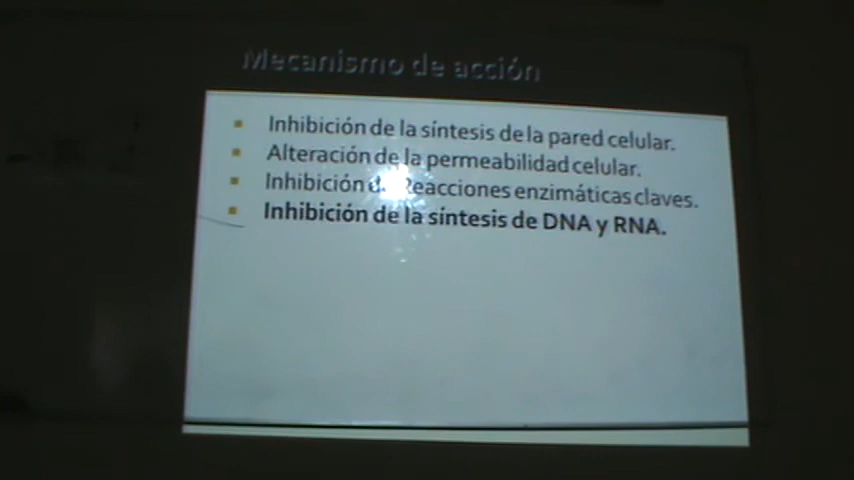 Mecanismo de acción
Inhibición de la síntesis de la pared celular.
Alteración de la permeabilidad celular.
Inhibición Reacciones enzimáticas claves.
Inhibición de la síntesis de DNA y RNA.